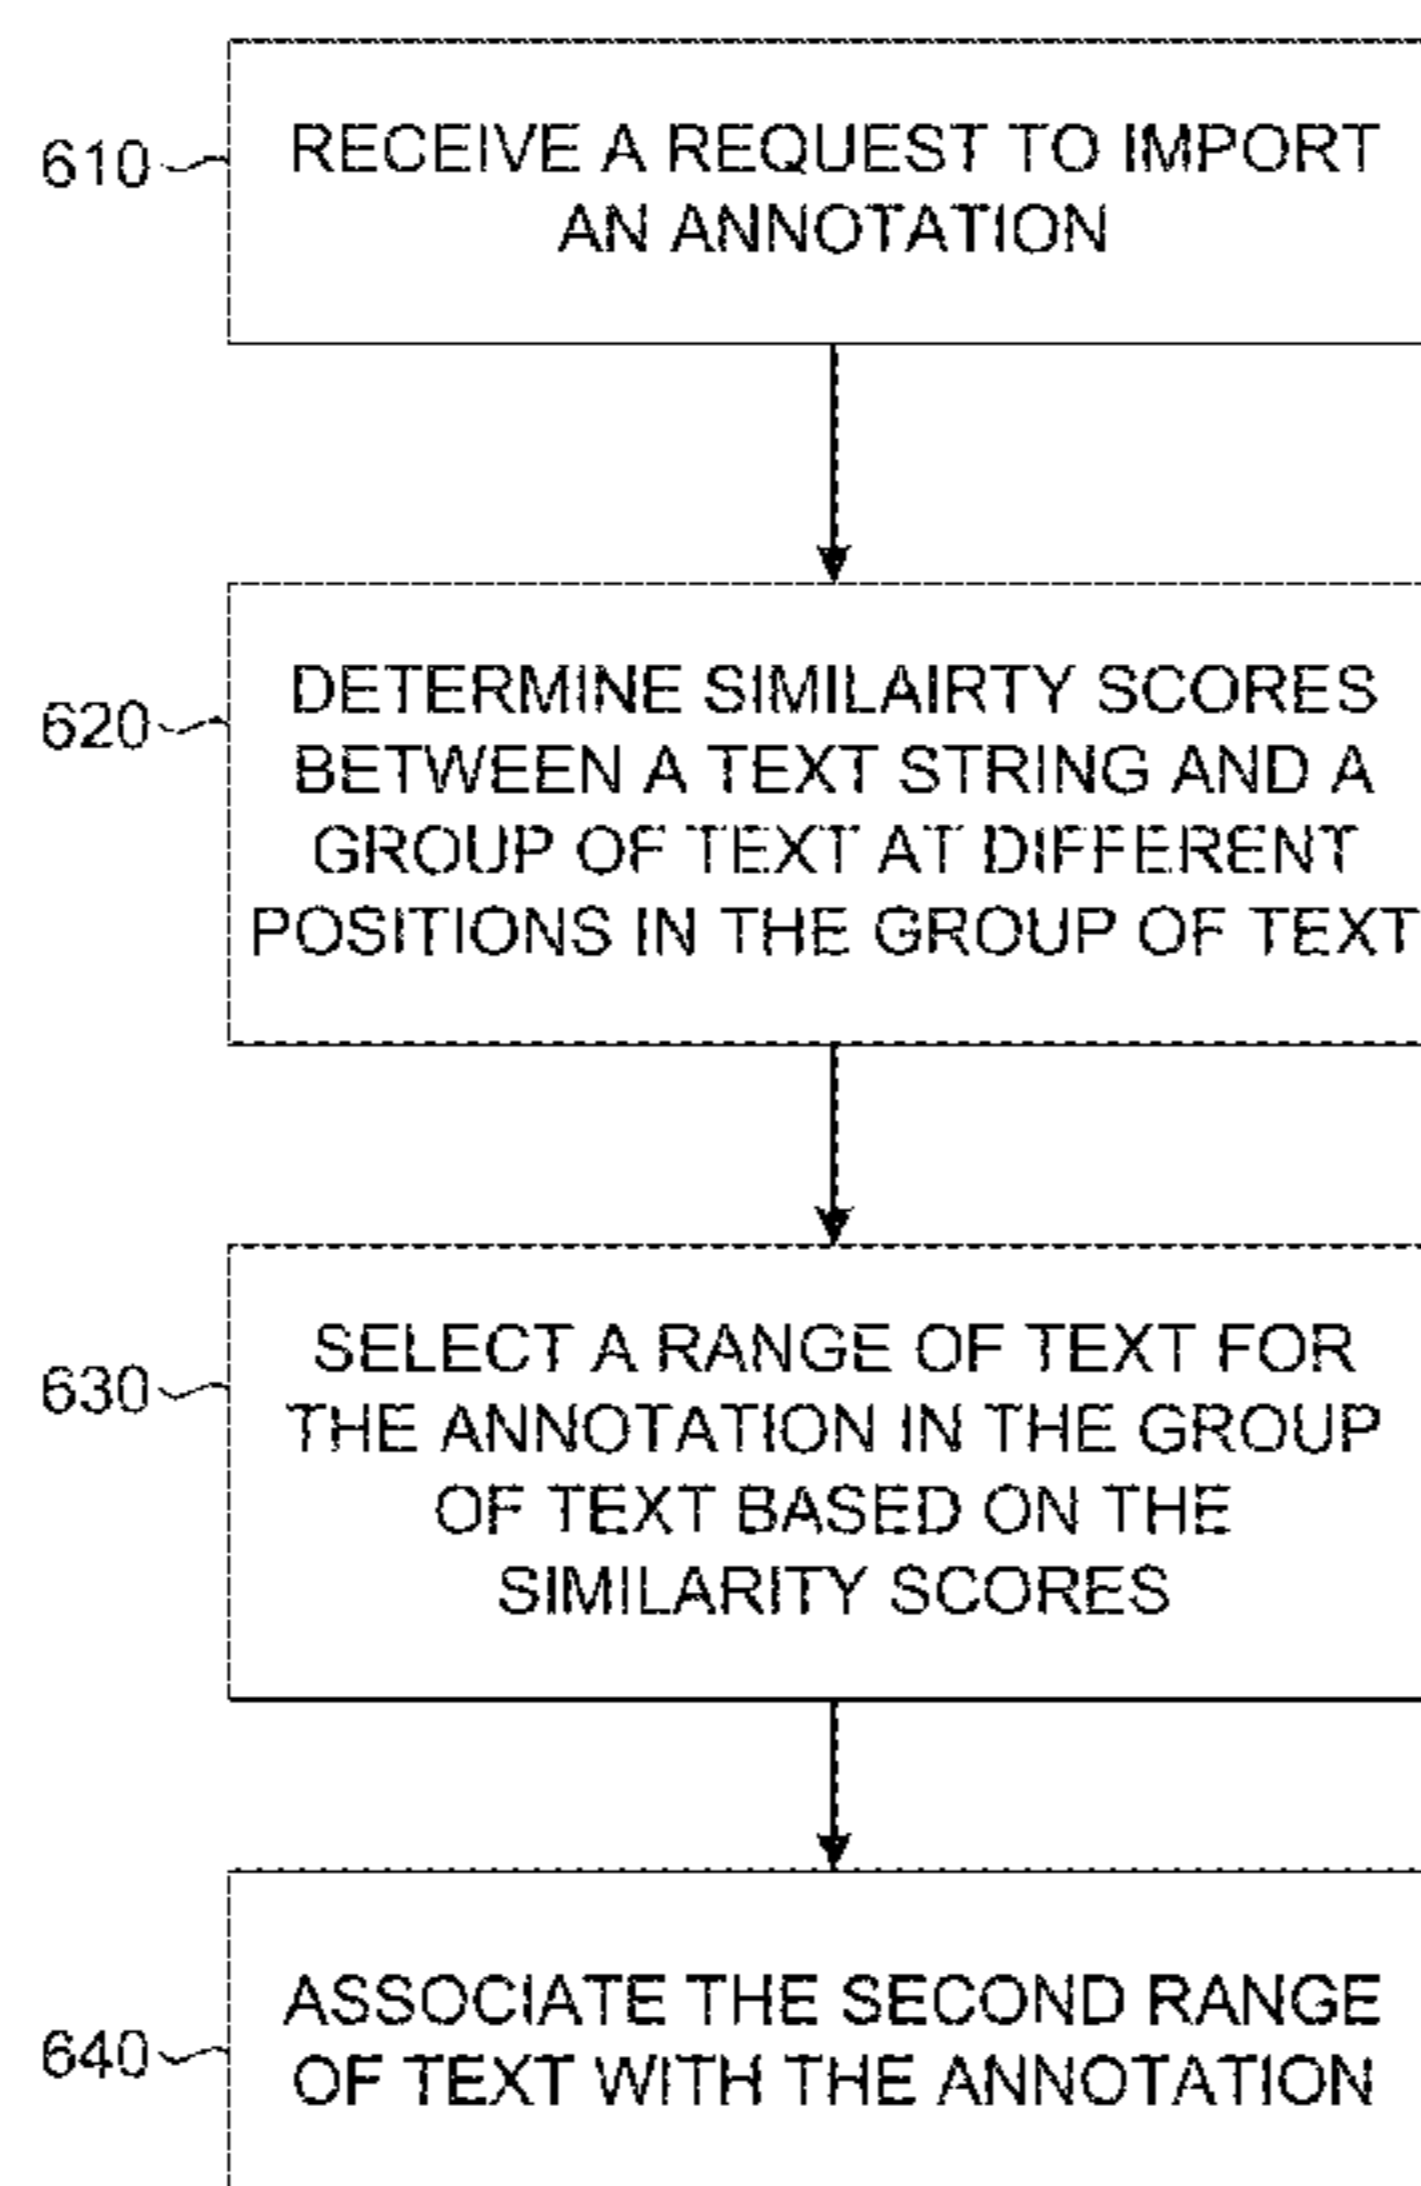 610
RECEIVE A REQUEST TO IMPORT
AN ANNOTATION
620
DETERMINE SIMILAIRTY SCORES
BETWEEN A TEXT STRING AND A
GROUP OF TEXT AT DIFFERENT
POSITIONS IN THE GROUP OF TEXT
630
SELECT A RANGE OF TEXT FOR
THE ANNOTATION IN THE GROUP
OF TEXT BASED ON THE
SIMILARITY SCORES
640
ASSOCIATE THE SECOND RANGE
OF TEXT WITH THE ANNOTATION